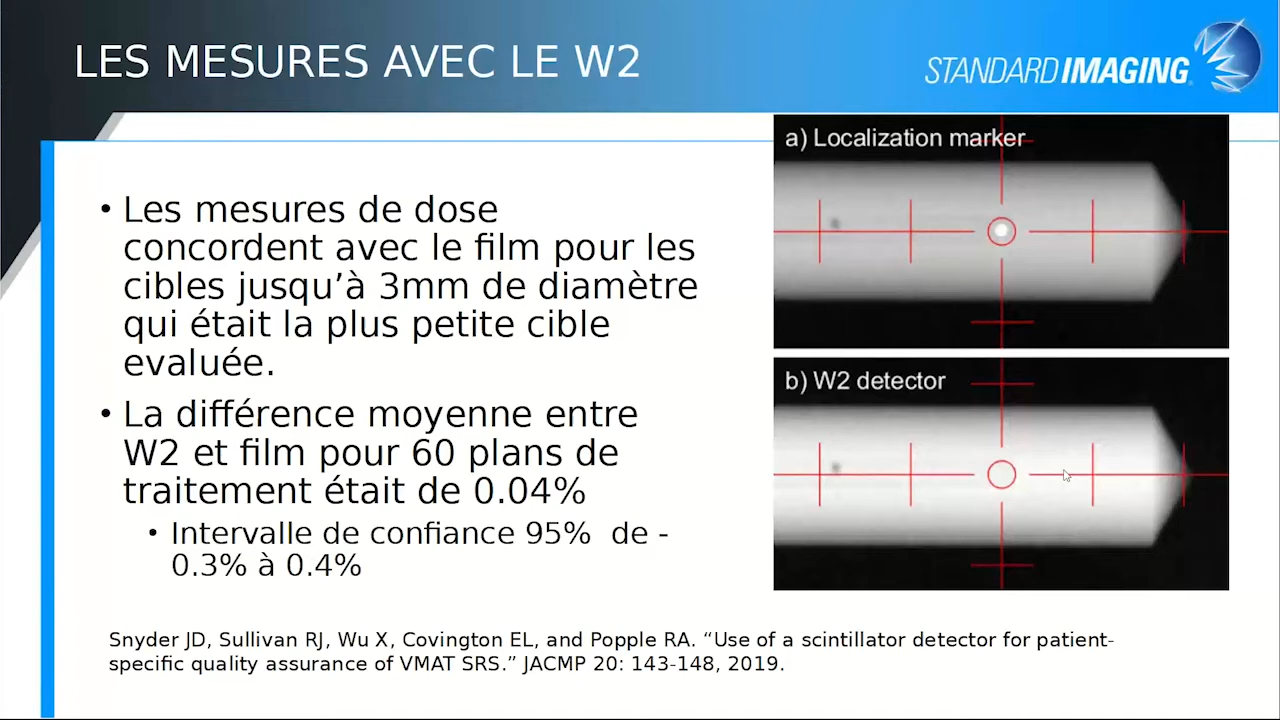 LES MESURES AVEC LE W2
STANDARD IMAGING
a) Localization marker
• Les mesures de dose
concordent avec le film pour les
cibles jusqu’à 3mm de diamètre
qui était la plus petite cible
evaluée.
• La différence moyenne entre
W2 et film pour 60 plans de
traitement était de 0.04%
• Intervalle de confiance 95%  de -
0.3% à 0.4%
b) W2 detector
Snyder JD, Sullivan RJ, Wu X, Covington EL, and Popple RA. “Use of a scintillator detector for patient-
specific quality assurance of VMAT SRS.” JACMP 20: 143-148, 2019.